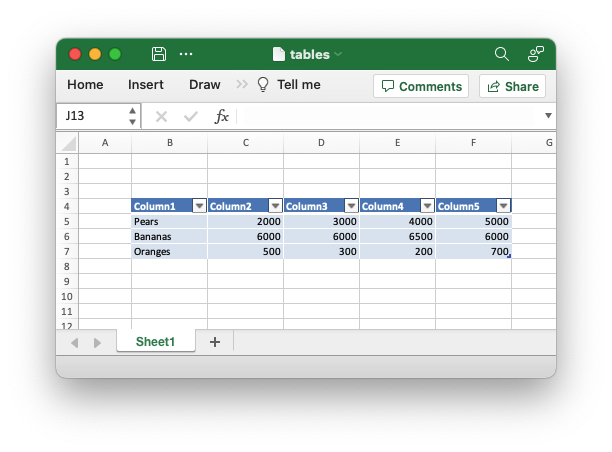 tables
Home Insert Draw Tell me Comments Share
J13 fx
A B C D E F G
1
2
3
4 Column1 Column2 Column3 Column4 Column5
5 Pears 2000 3000 4000 5000
6 Bananas 6000 6000 6500 6000
7 Oranges 500 300 200 700
8
9
10
11
12
Sheet1 +